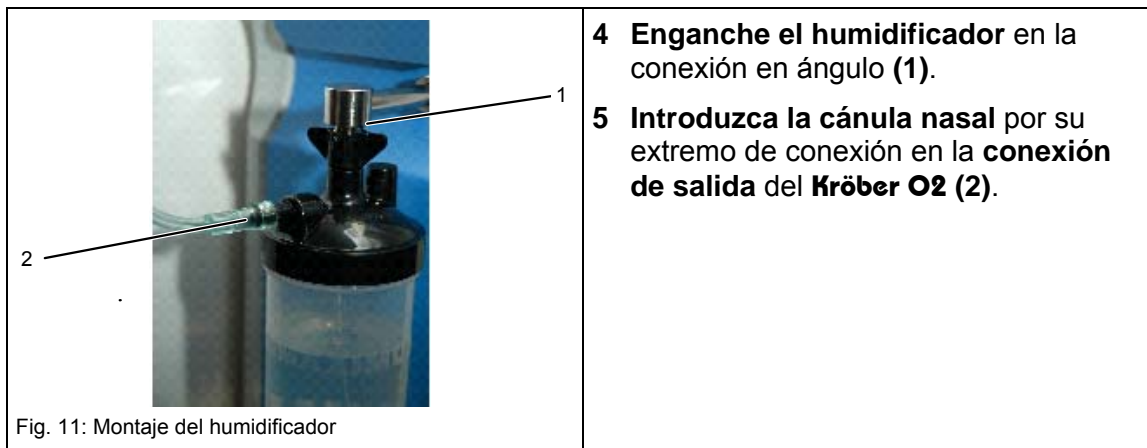 1
2
Fig. 11: Montaje del humidificador
4 Enganche el humidificador en la
conexión en ángulo (1).
5 Introduzca la cánula nasal por su
extremo de conexión en la conexión
de salida del Kröber O2 (2).